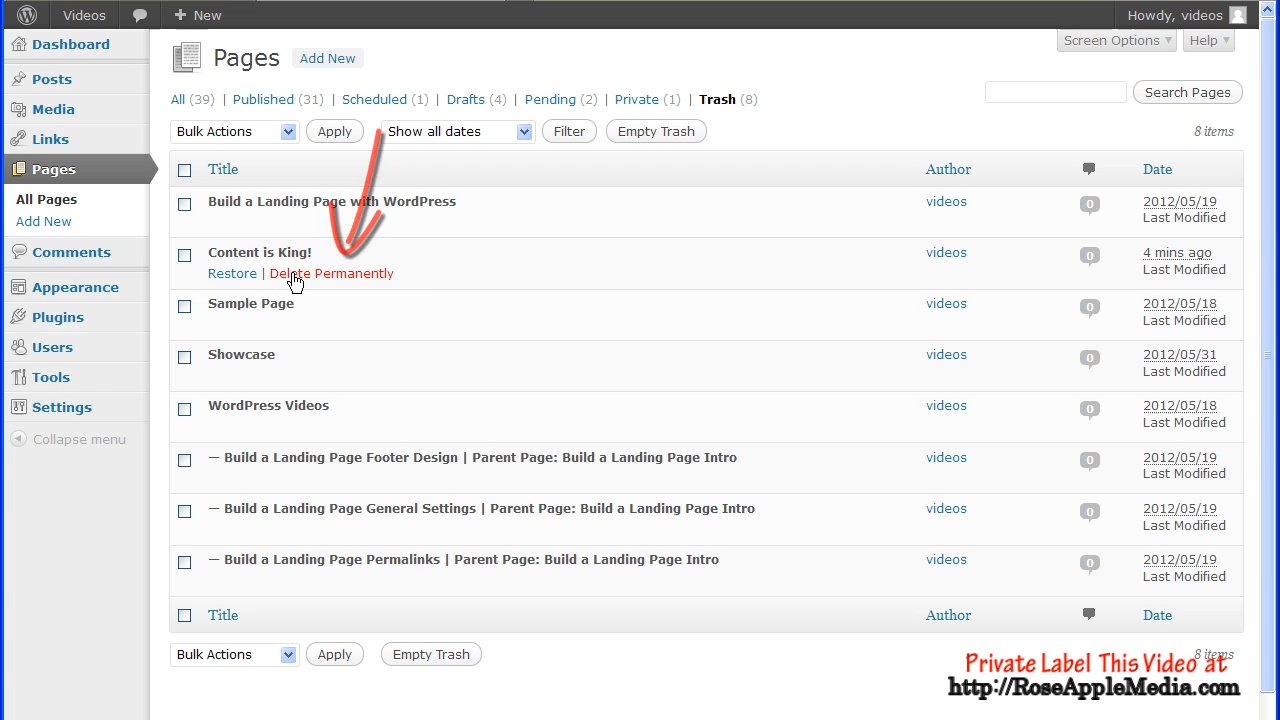 Videos New Howdy, videos
Dashboard
Posts
Media
Links
Pages
All Pages
Add New
Comments
Appearance
Plugins
Users
Tools
Settings
Collapse menu
Screen Options Help
Pages Add New
All (39) | Published (31) | Scheduled (1) | Drafts (4) | Pending (2) | Private (1) | Trash (8)
Search Pages
Bulk Actions Apply Show all dates Filter Empty Trash 8 items
Title Author Date
Build a Landing Page with WordPress videos 0 2012/05/19
Last Modified
Content is King! videos 0 4 mins ago
Restore | Delete Permanently Last Modified
Sample Page videos 0 2012/05/18
Last Modified
Showcase videos 0 2012/05/31
Last Modified
WordPress Videos videos 0 2012/05/18
Last Modified
— Build a Landing Page Footer Design | Parent Page: Build a Landing Page Intro videos 0 2012/05/19
Last Modified
— Build a Landing Page General Settings | Parent Page: Build a Landing Page Intro videos 0 2012/05/19
Last Modified
— Build a Landing Page Permalinks | Parent Page: Build a Landing Page Intro videos 0 2012/05/19
Last Modified
Title Author Date
Bulk Actions Apply Empty Trash 8 items
Private Label This Video at
http://RoseAppleMedia.com